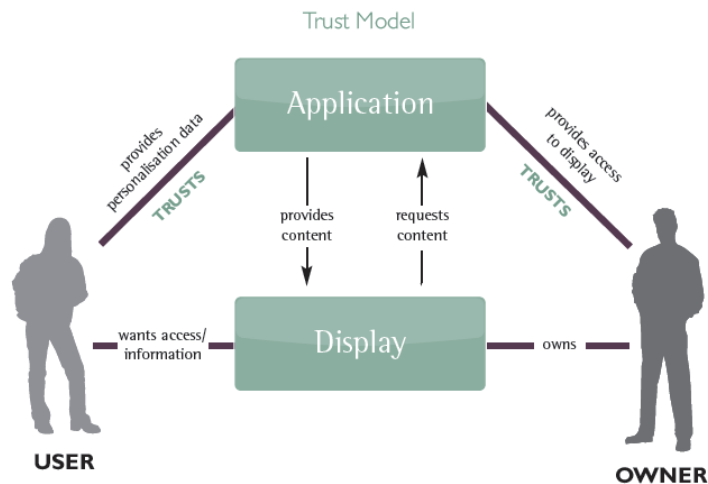 Trust Model
Application
provides
personalisation data
TRUSTS
provides access
to display
TRUSTS
provides
content
requests
content
wants access/
information
Display
owns
USER
OWNER